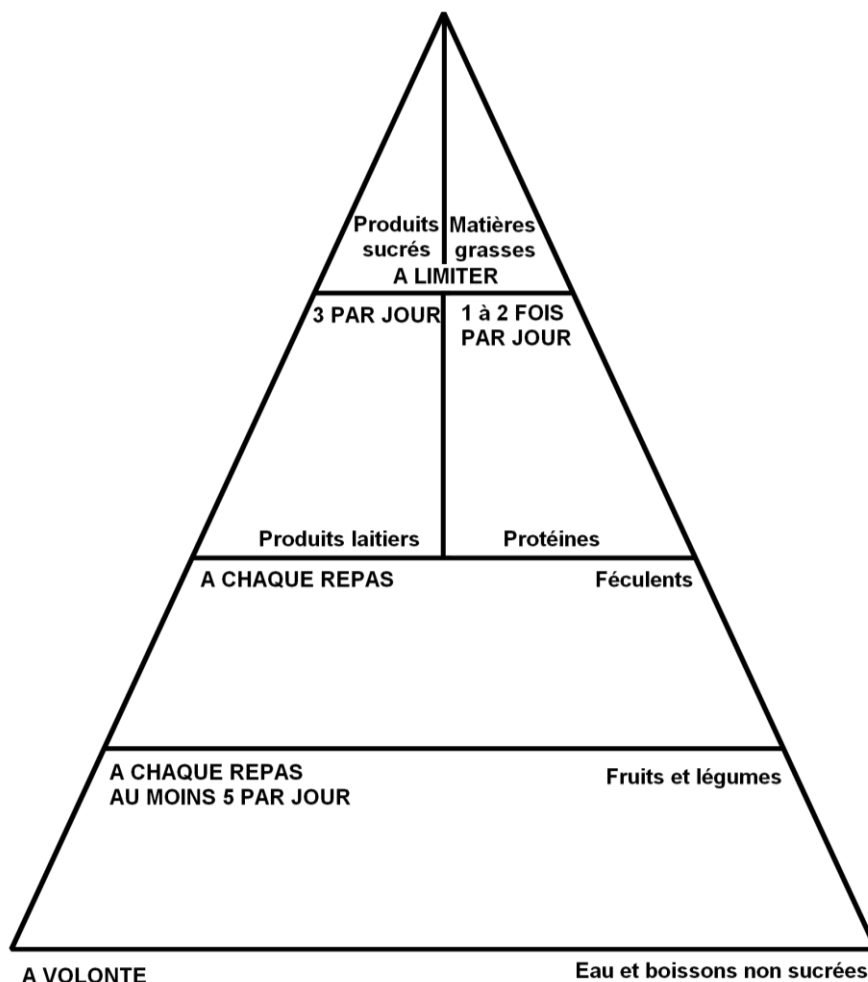 Produits sucrés
Matières grasses
A LIMITER
3 PAR JOUR
1 à 2 FOIS
PAR JOUR
Produits laitiers
Protéines
A CHAQUE REPAS
Féculents
A CHAQUE REPAS
AU MOINS 5 PAR JOUR
Fruits et légumes
A VOLONTE
Eau et boissons non sucrées